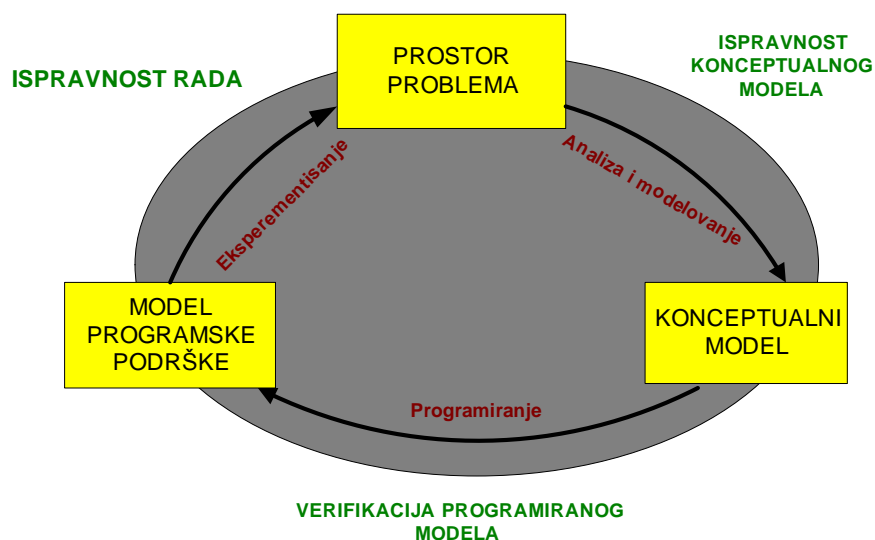 PROSTOR
PROBLEMA
ISPRAVNOST
KONCEPTUALNOG
MODELA
ISPRAVNOST RADA
Analiza i modelovanje
Eksperementisanje
MODEL
PROGRAMSKE
PODRŠKE
KONCEPTUALNI
MODEL
Programiranje
VERIFIKACIJA PROGRAMIRANOG
MODELA